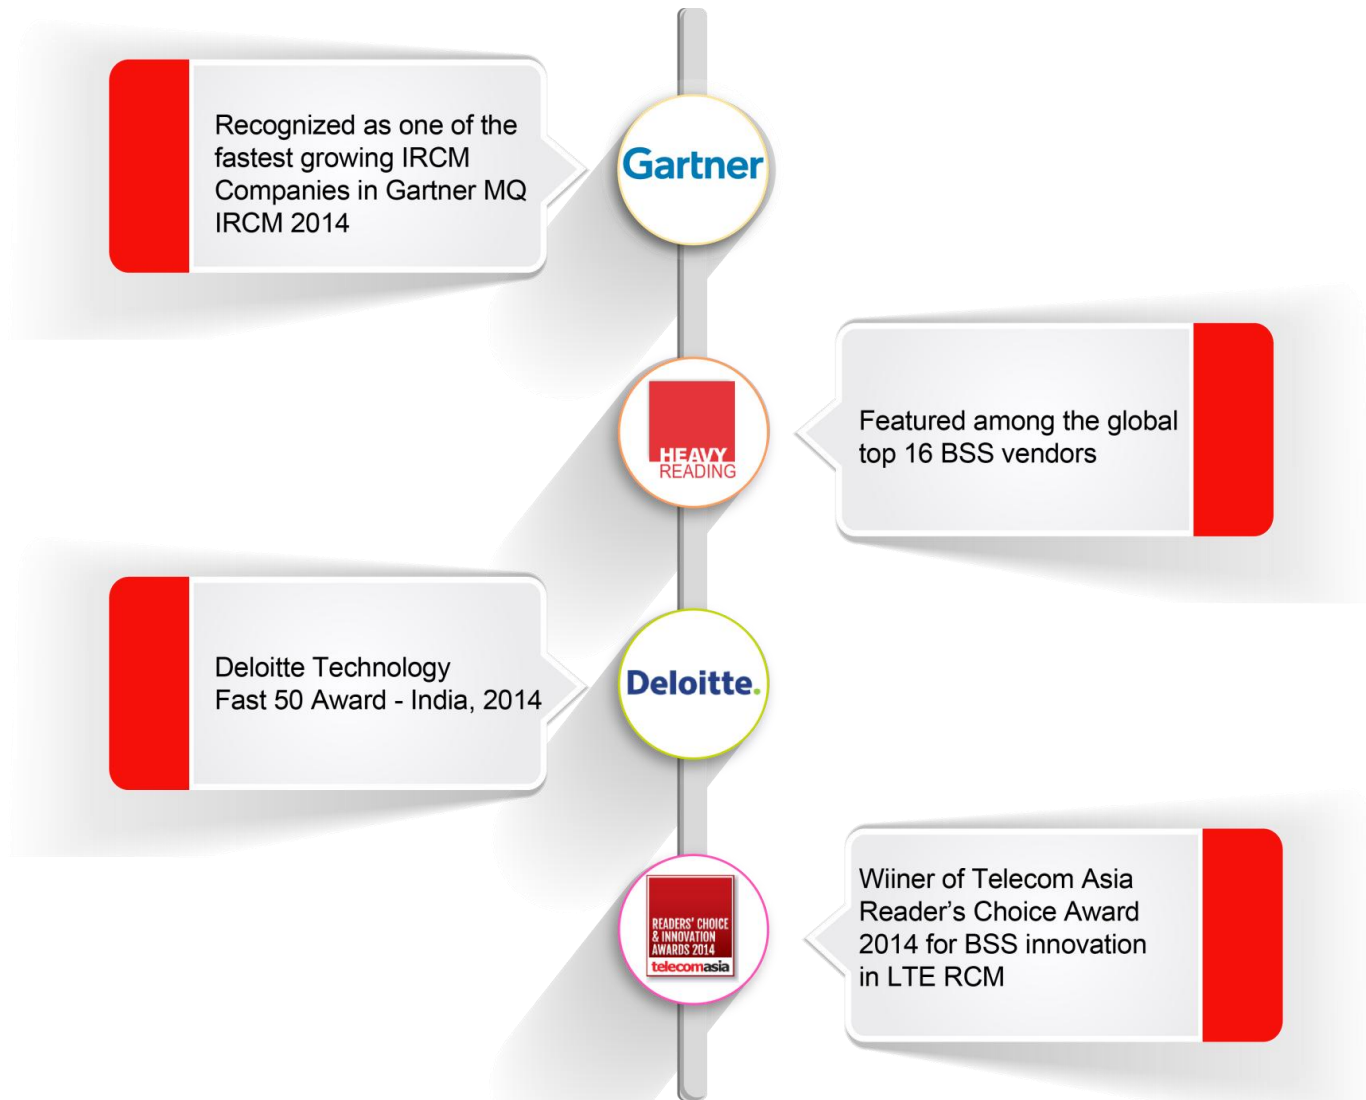 Recognized as one of the
fastest growing IRCM
Companies in Gartner MQ
IRCM 2014
Gartner
HEAVY
READING
Featured among the global
top 16 BSS vendors
Deloitte Technology
Fast 50 Award - India, 2014
Deloitte.
READERS' CHOICE
& INNOVATION
AWARDS 2014
telecomasia
Wiiner of Telecom Asia
Reader’s Choice Award
2014 for BSS innovation
in LTE RCM